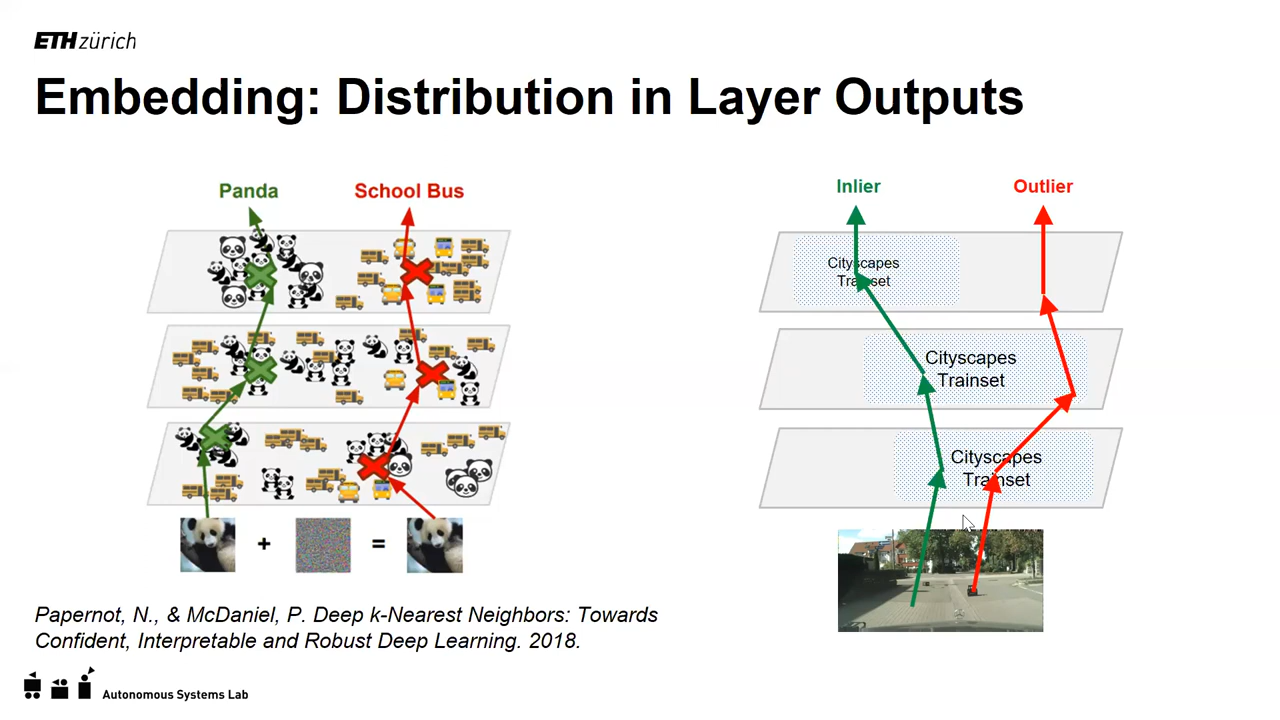 ETH zürich
Embedding: Distribution in Layer Outputs
Panda
School Bus
Inlier
Outlier
Cityscapes
Trainset
Cityscapes
Trainset
Cityscapes
Trainset
+
=
Papernot, N., & McDaniel, P. Deep k-Nearest Neighbors: Towards
Confident, Interpretable and Robust Deep Learning. 2018.
Autonomous Systems Lab